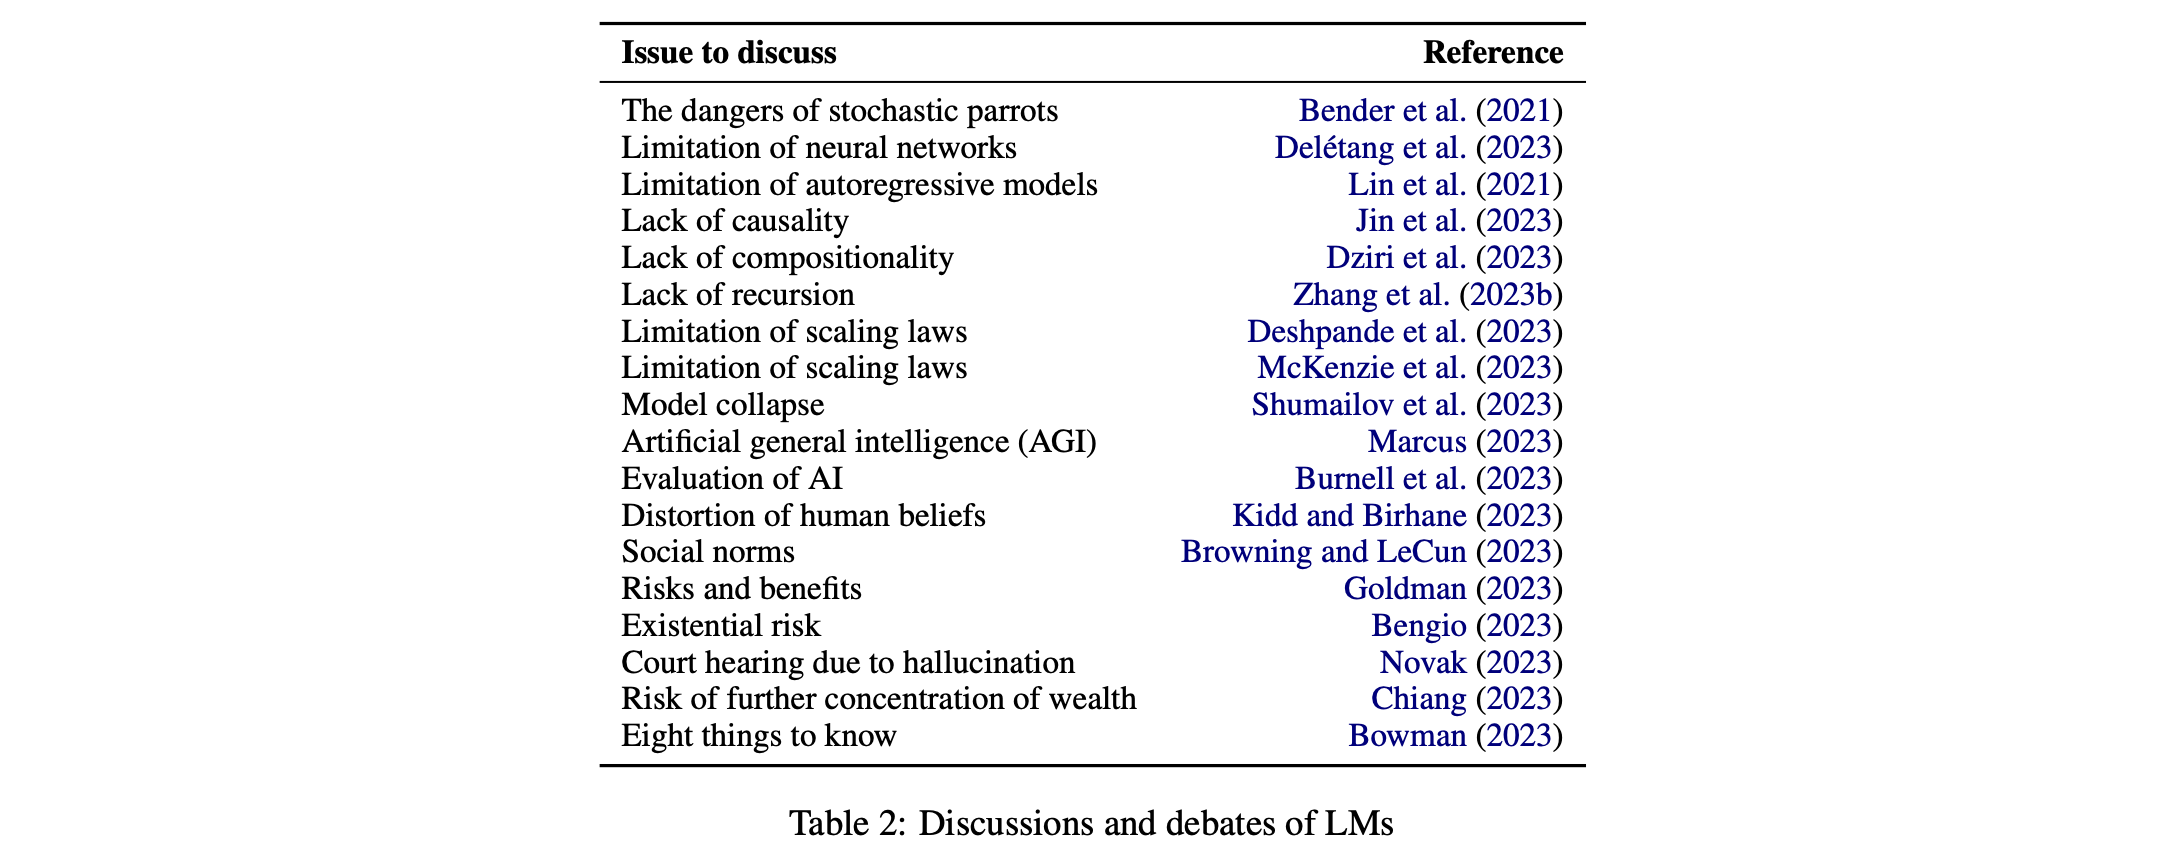 Issue to discuss Reference
The dangers of stochastic parrots Bender et al. (2021)
Limitation of neural networks Delétang et al. (2023)
Limitation of autoregressive models Lin et al. (2021)
Lack of causality Jin et al. (2023)
Lack of compositionality Dziri et al. (2023)
Lack of recursion Zhang et al. (2023b)
Limitation of scaling laws Deshpande et al. (2023)
Limitation of scaling laws McKenzie et al. (2023)
Model collapse Shumailov et al. (2023)
Artificial general intelligence (AGI) Marcus (2023)
Evaluation of AI Burnell et al. (2023)
Distortion of human beliefs Kidd and Birhane (2023)
Social norms Browning and LeCun (2023)
Risks and benefits Goldman (2023)
Existential risk Bengio (2023)
Court hearing due to hallucination Novak (2023)
Risk of further concentration of wealth Chiang (2023)
Eight things to know Bowman (2023)
Table 2: Discussions and debates of LMs